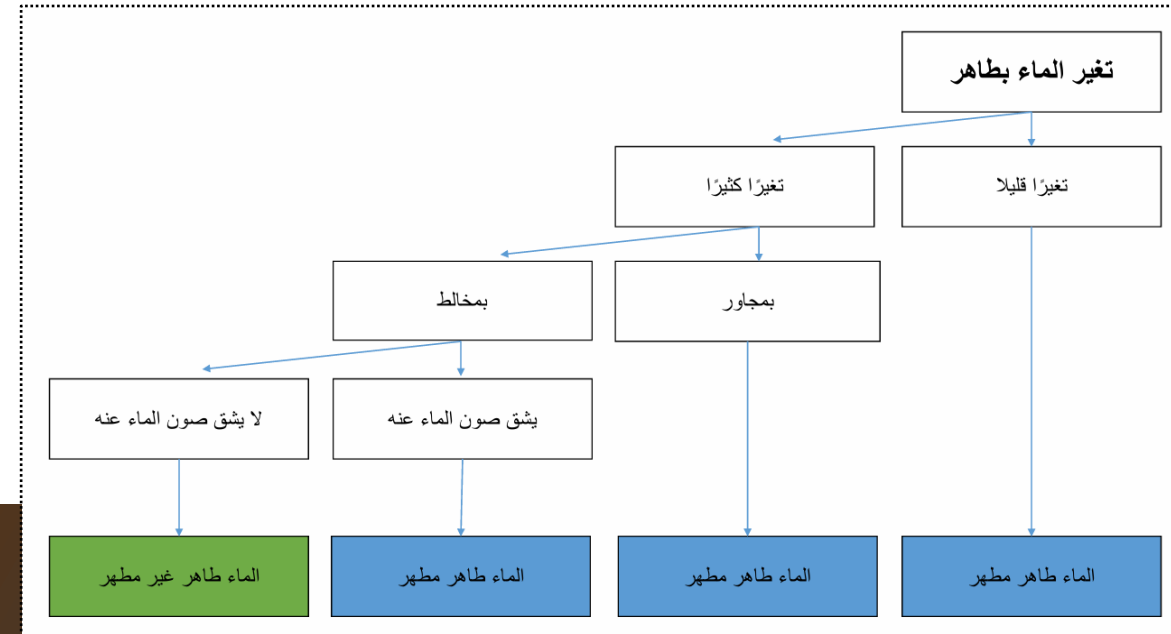 تغير الماء بطاهر
تغيرًا قليلا
تغيرًا كثيرًا
بمجاور
بمخالط
يشق صون الماء عنه
لا يشق صون الماء عنه
الماء طاهر مطهر
الماء طاهر مطهر
الماء طاهر مطهر
الماء طاهر غير مطهر